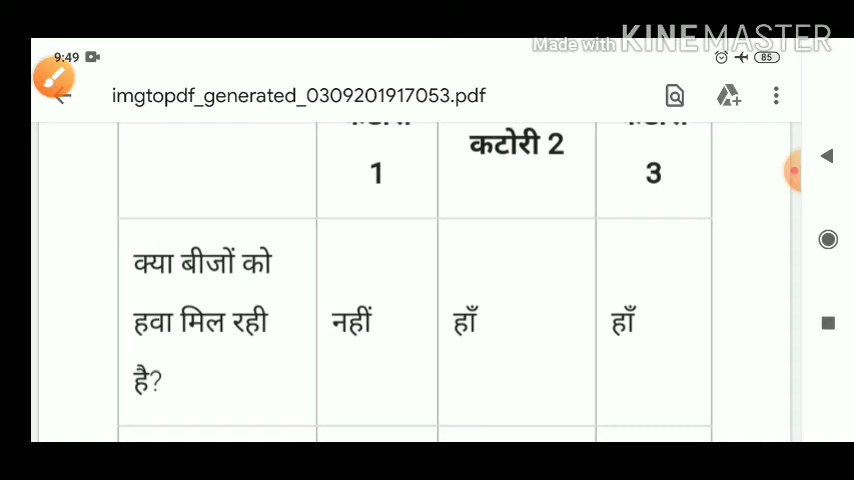 Made with KINEMASTER
9:49
85
imgtopdf_generated_0309201917053.pdf
कटोरी 2
1
3
क्या बीजों को
हवा मिल रही
नहीं
हाँ
हाँ
है?